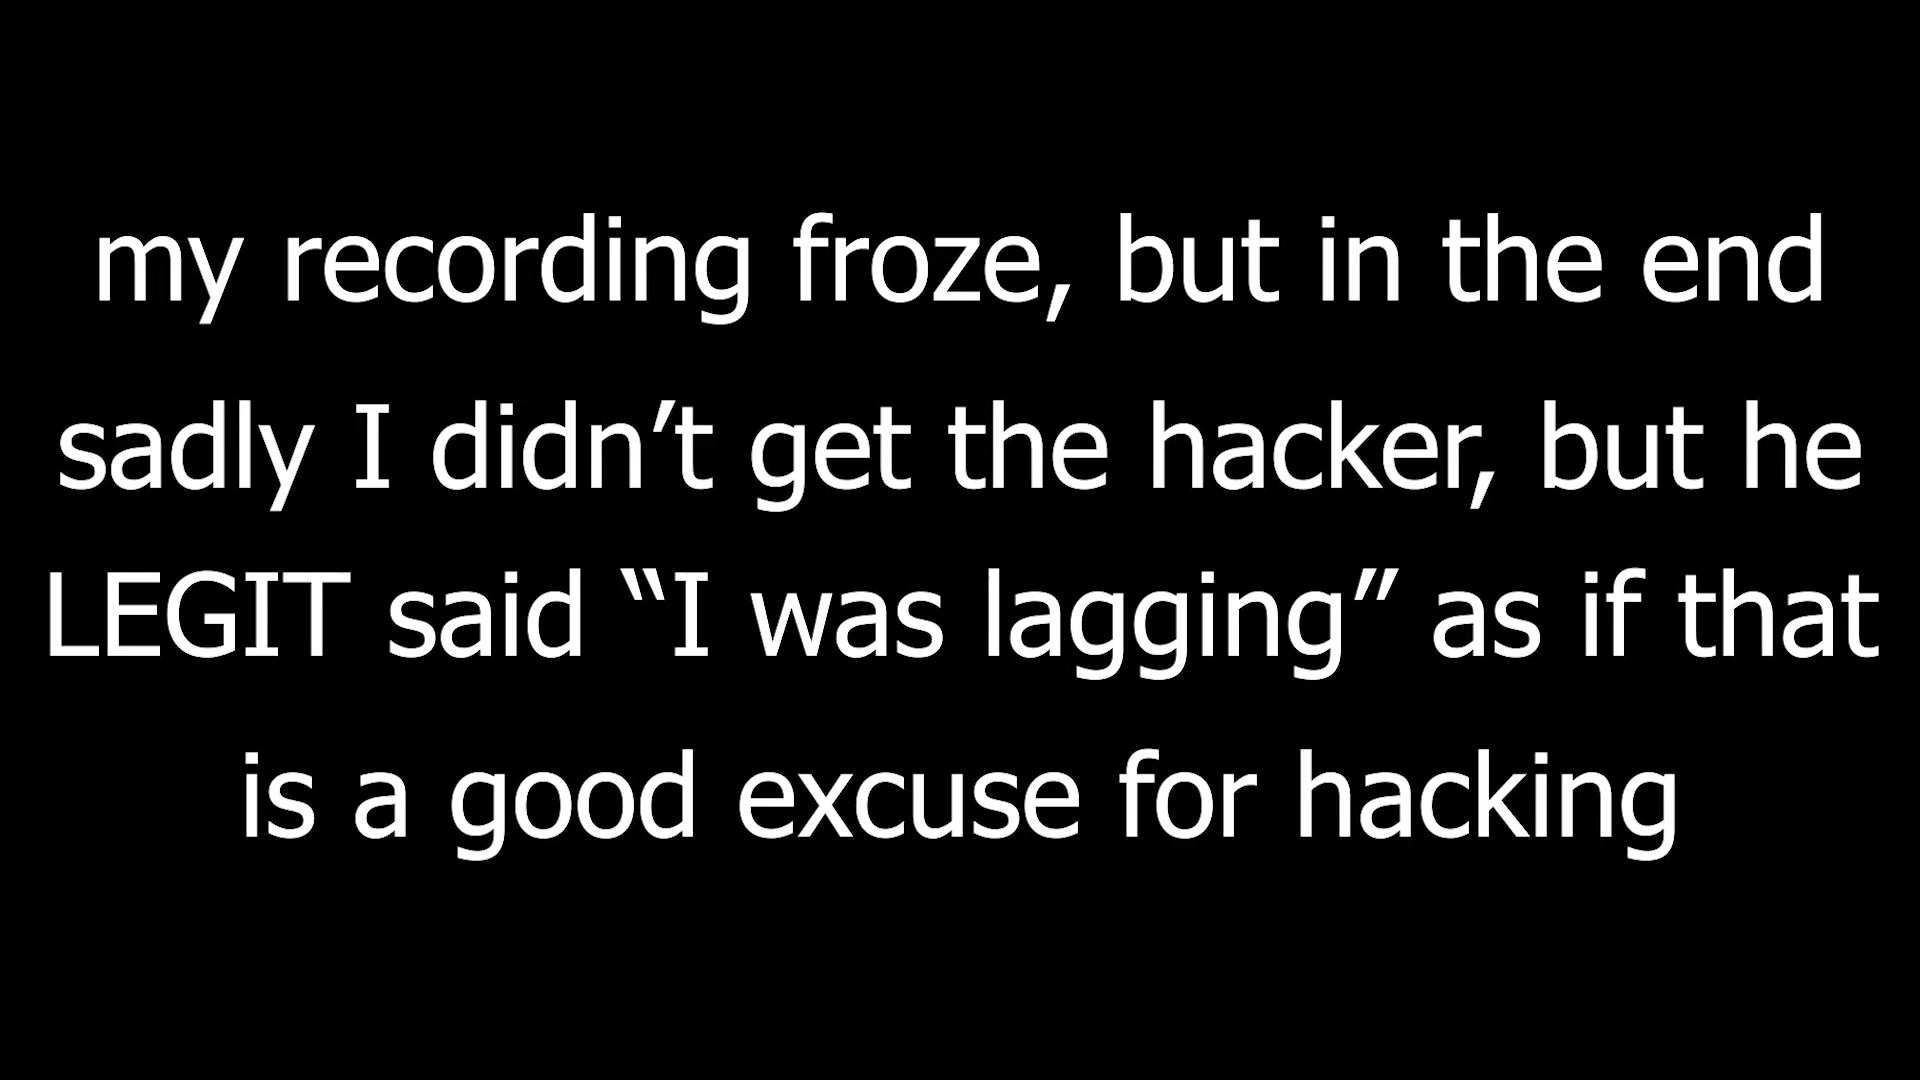 my recording froze, but in the end
sadly I didn’t get the hacker, but he
LEGIT said “I was lagging” as if that
is a good excuse for hacking